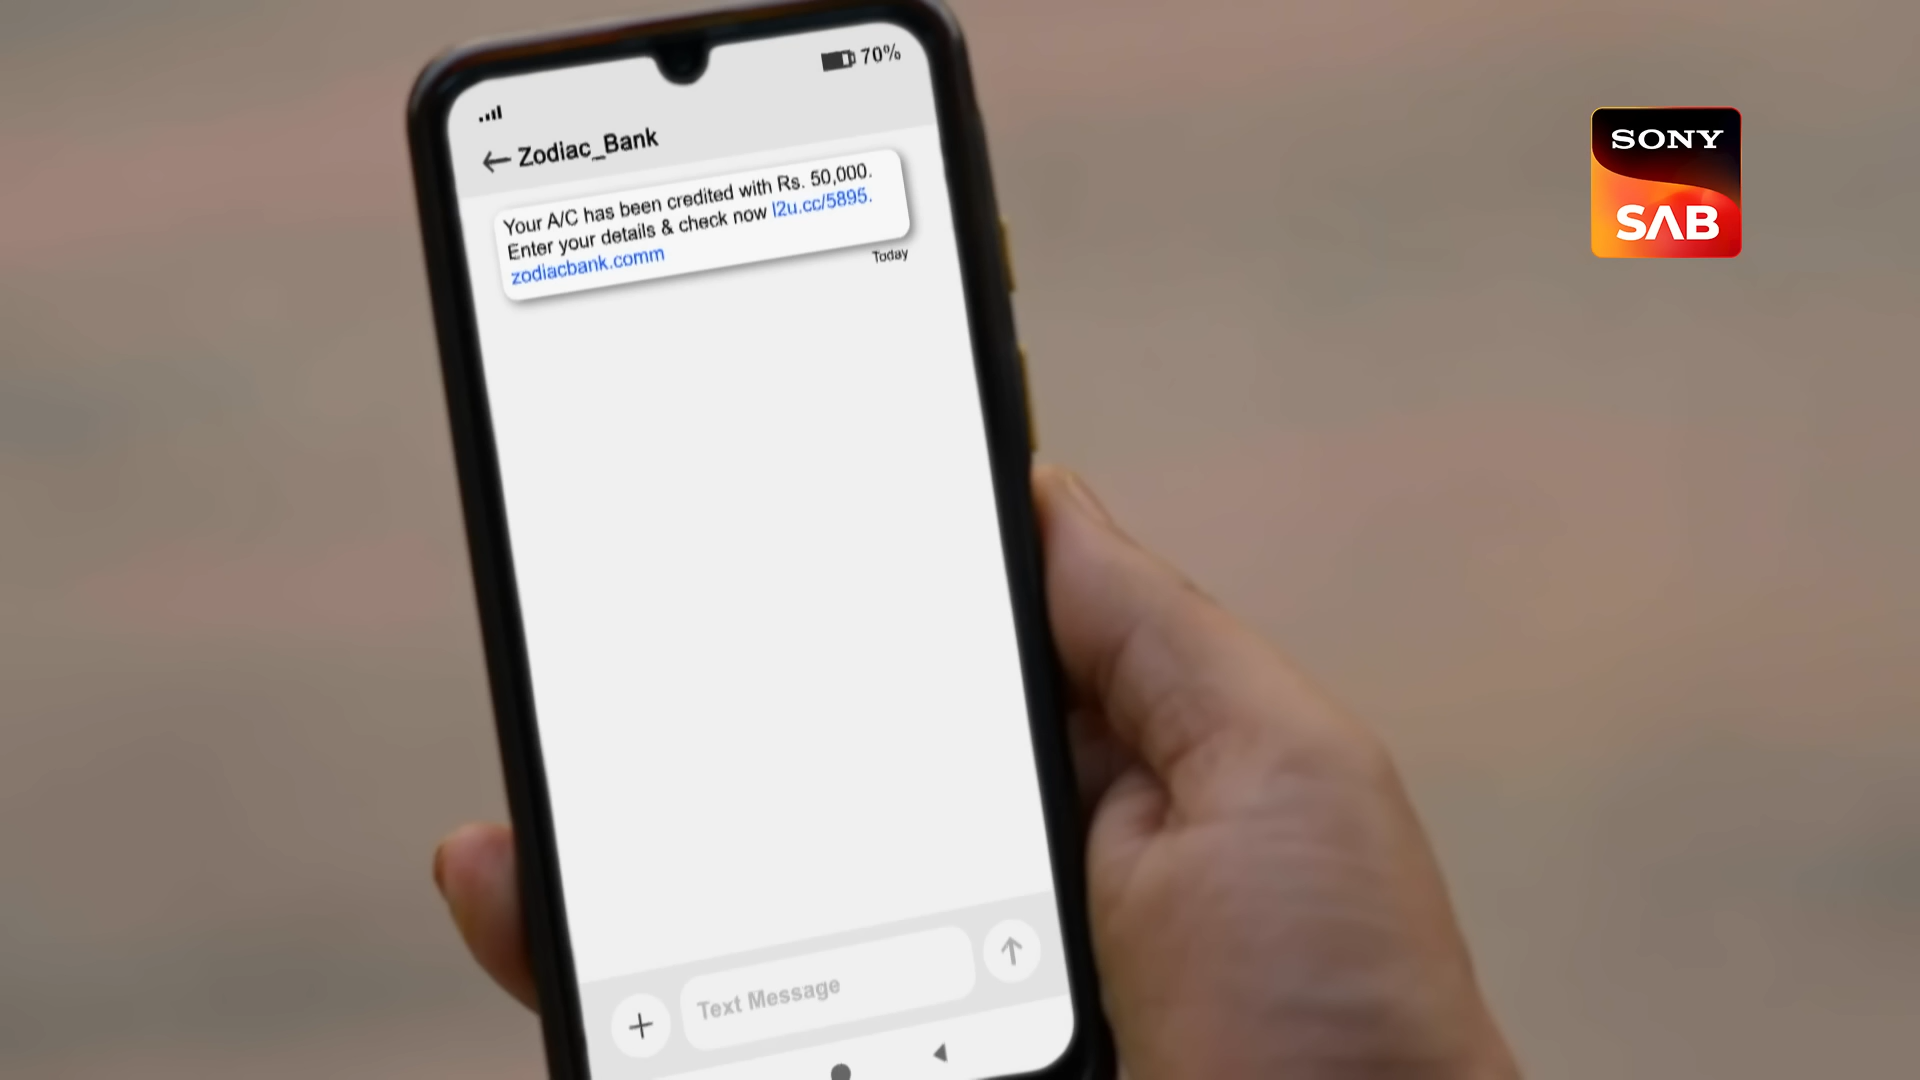 70%
Zodiac_Bank
Your A/C has been credited with Rs. 50,000.
Enter your details & check now l2u.cc/5895.
zodiacbank.comm
Today
Text Message
SONY
SAB